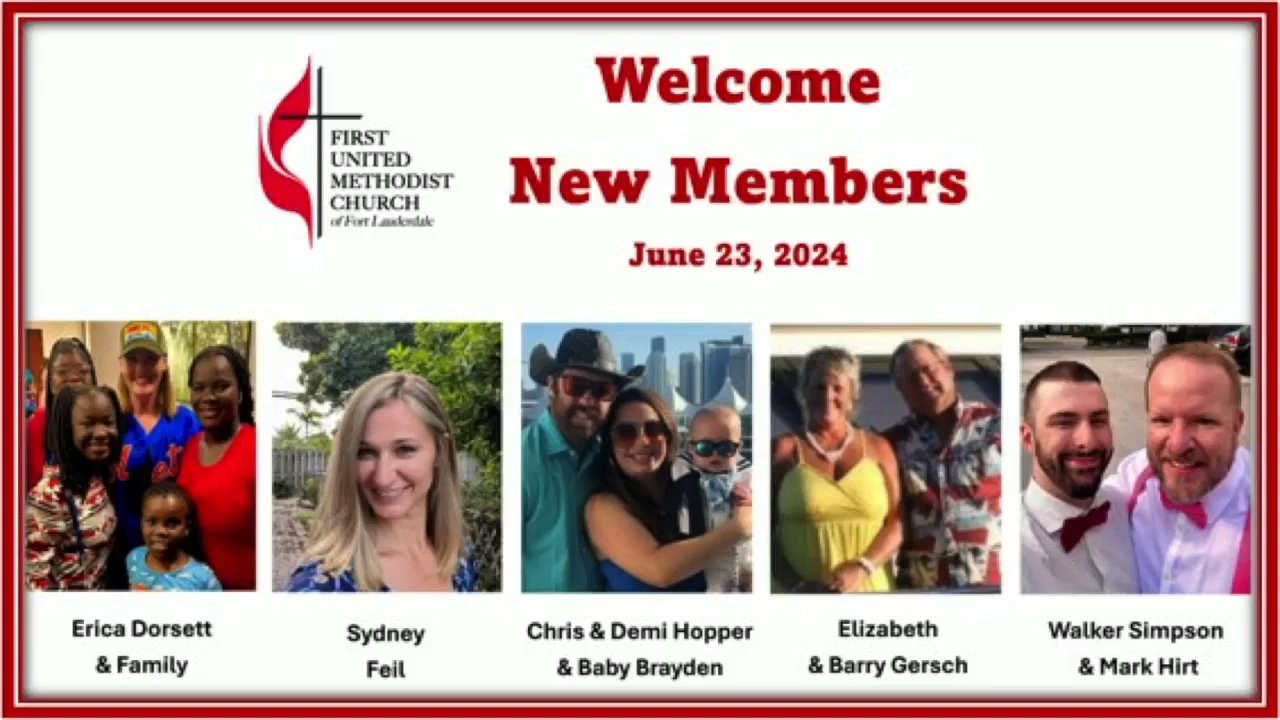 Welcome
New Members
June 23, 2024
FIRST
UNITED
METHODIST
CHURCH
of Fort Lauderdale
Erica Dorsett
& Family
Sydney
Feil
Chris & Demi Hopper
& Baby Brayden
Elizabeth
& Barry Gersch
Walker Simpson
& Mark Hirt